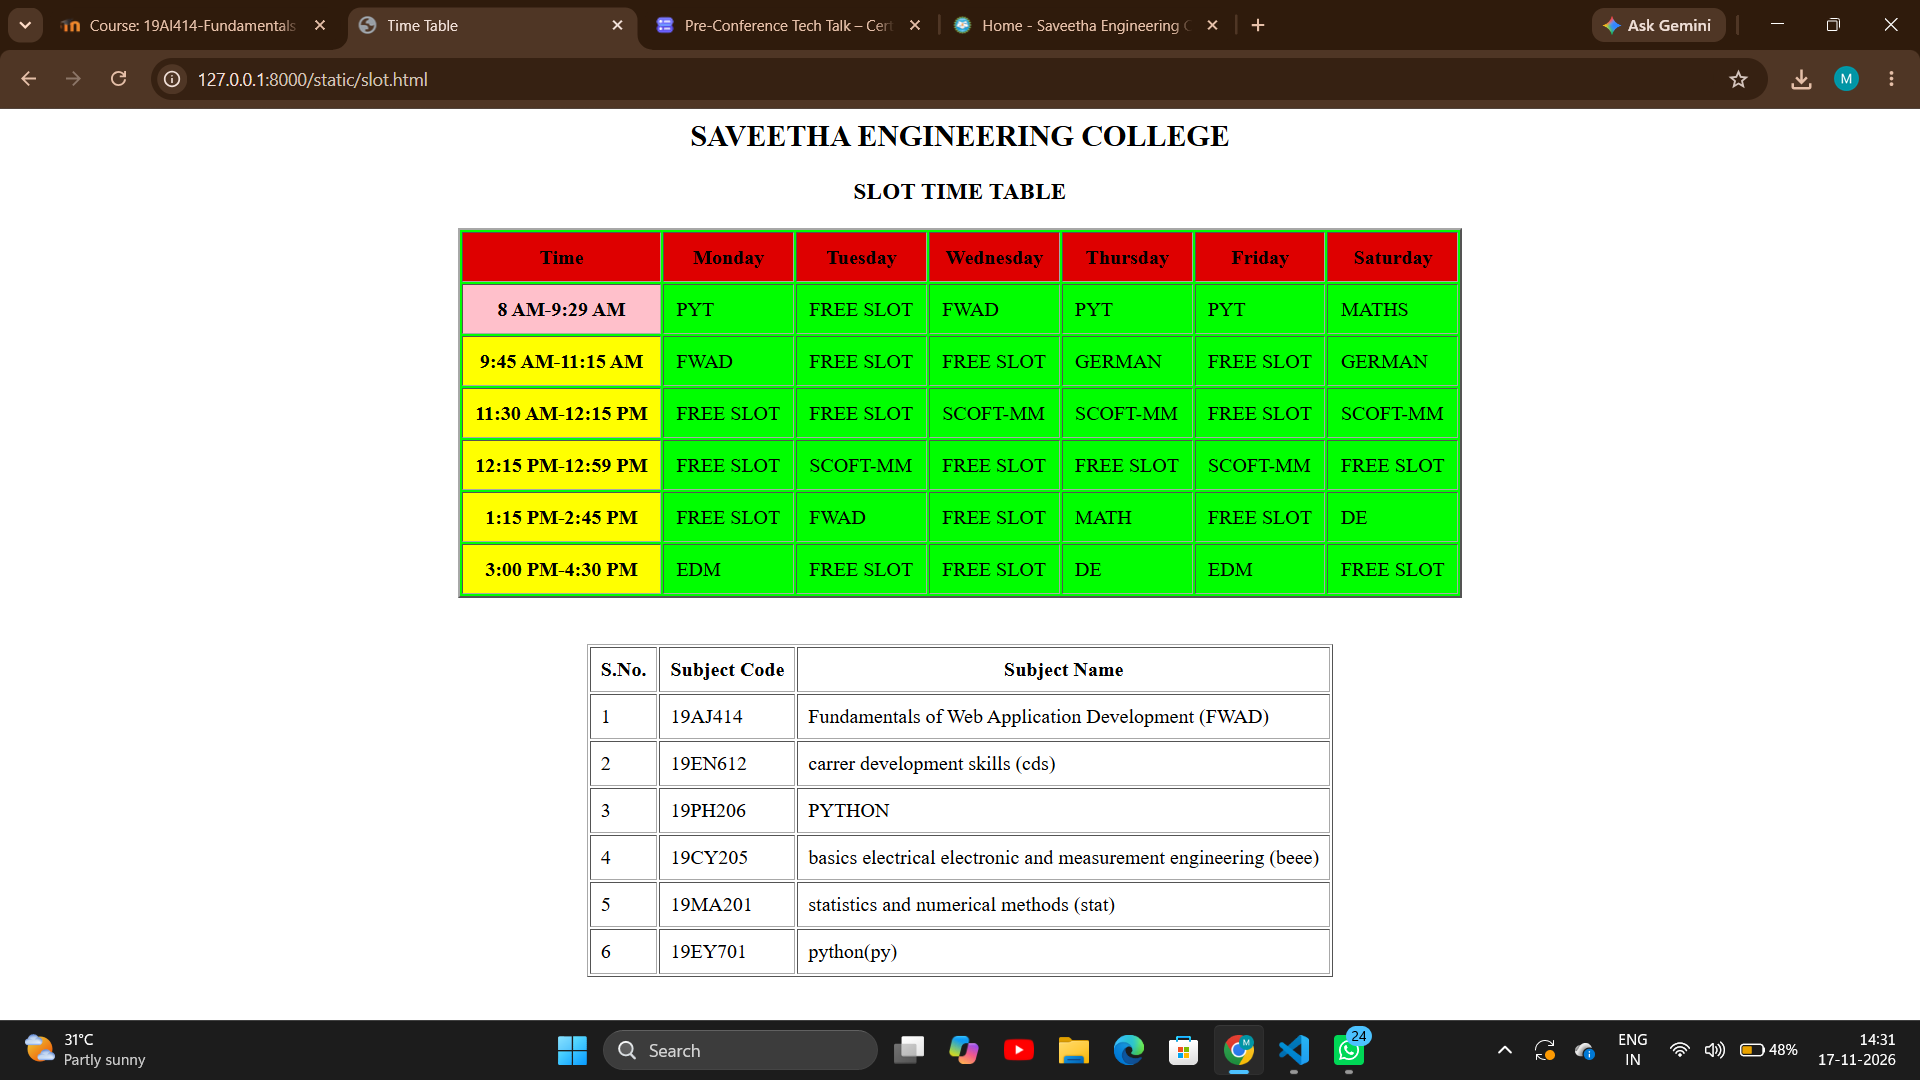 Course: 19AI414-Fundamentals
Time Table
Pre-Conference Tech Talk – Cert
Home - Saveetha Engineering C
Ask Gemini
127.0.0.1:8000/static/slot.html
M
SAVEETHA ENGINEERING COLLEGE
SLOT TIME TABLE
Time Monday Tuesday Wednesday Thursday Friday Saturday
8 AM-9:29 AM PYT FREE SLOT FWAD PYT PYT MATHS
9:45 AM-11:15 AM FWAD FREE SLOT FREE SLOT GERMAN FREE SLOT GERMAN
11:30 AM-12:15 PM FREE SLOT FREE SLOT SCOFT-MM SCOFT-MM FREE SLOT SCOFT-MM
12:15 PM-12:59 PM FREE SLOT SCOFT-MM FREE SLOT FREE SLOT SCOFT-MM FREE SLOT
1:15 PM-2:45 PM FREE SLOT FWAD FREE SLOT MATH FREE SLOT DE
3:00 PM-4:30 PM EDM FREE SLOT FREE SLOT DE EDM FREE SLOT
S.No. Subject Code Subject Name
1 19AJ414 Fundamentals of Web Application Development (FWAD)
2 19EN612 carrer development skills (cds)
3 19PH206 PYTHON
4 19CY205 basics electrical electronic and measurement engineering (beee)
5 19MA201 statistics and numerical methods (stat)
6 19EY701 python(py)
31°C
Partly sunny
Search
M
24
ENG
IN
48%
14:31
17-11-2026